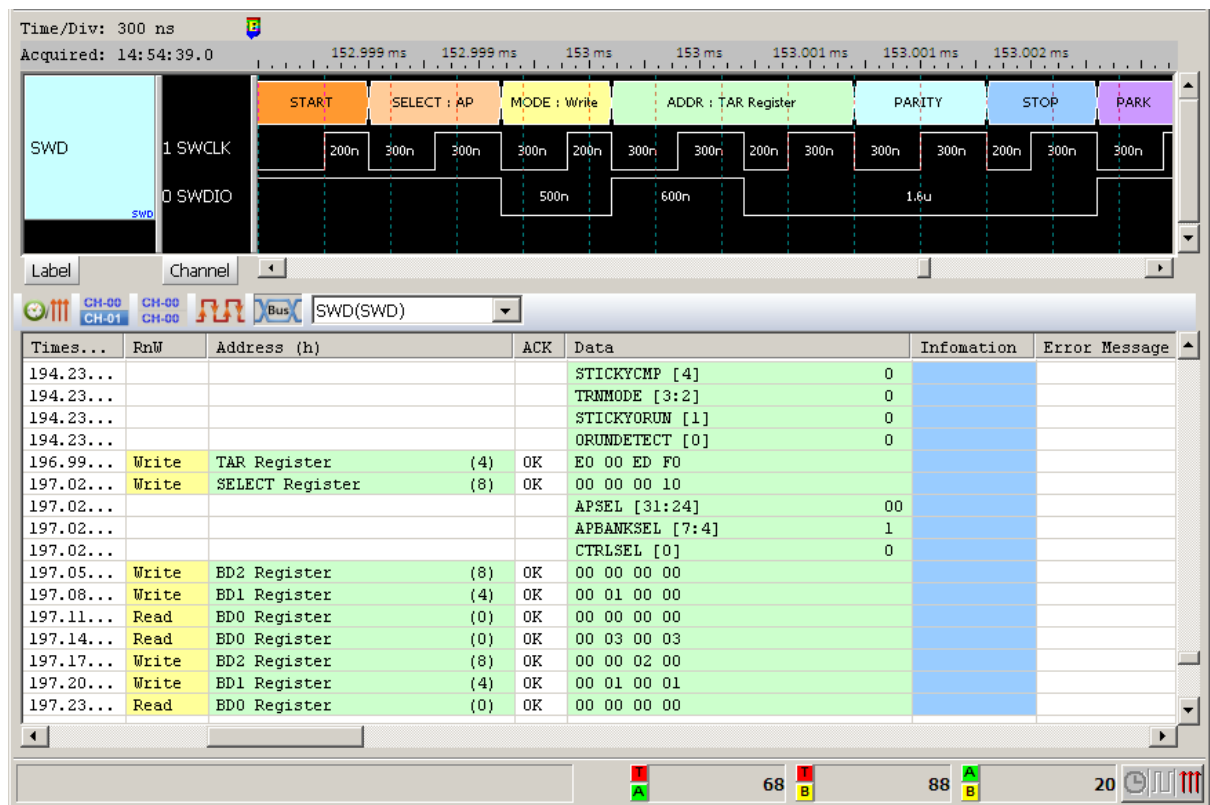 Time/Div: 300 ns
Acquired: 14:54:39.0 152.999 ms 152.999 ms 153 ms 153 ms 153.001 ms 153.001 ms 153.002 ms
START SELECT : AP MODE : Write ADDR : TAR Register PARITY STOP PARK
SWD 1 SWCLK 200n 300n 300n 300n 200n 300n 300n 200n 300n 300n 300n 200n 300n 300n
0 SWDIO 500n 600n 1.6u
SWD
Label Channel
CH-00 CH-01 CH-00 CH-00 Bus SWD(SWD)
Times... RnW Address (h) ACK Data Infomation Error Message
194.23... STICKYCMP [4] 0
194.23... TRNMODE [3:2] 0
194.23... STICKYORUN [1] 0
194.23... ORUNDETECT [0] 0
196.99... Write TAR Register (4) OK E0 00 ED F0
197.02... Write SELECT Register (8) OK 00 00 00 10
197.02... APSEL [31:24] 00
197.02... APBANKSEL [7:4] 1
197.02... CTRLSEL [0] 0
197.05... Write BD2 Register (8) OK 00 00 00 00
197.08... Write BD1 Register (4) OK 00 01 00 00
197.11... Read BD0 Register (0) OK 00 00 00 00
197.14... Read BD0 Register (0) OK 00 03 00 03
197.17... Write BD2 Register (8) OK 00 00 02 00
197.20... Write BD1 Register (4) OK 00 01 00 01
197.23... Read BD0 Register (0) OK 00 00 00 00
T A 68 T B 88 A B 20